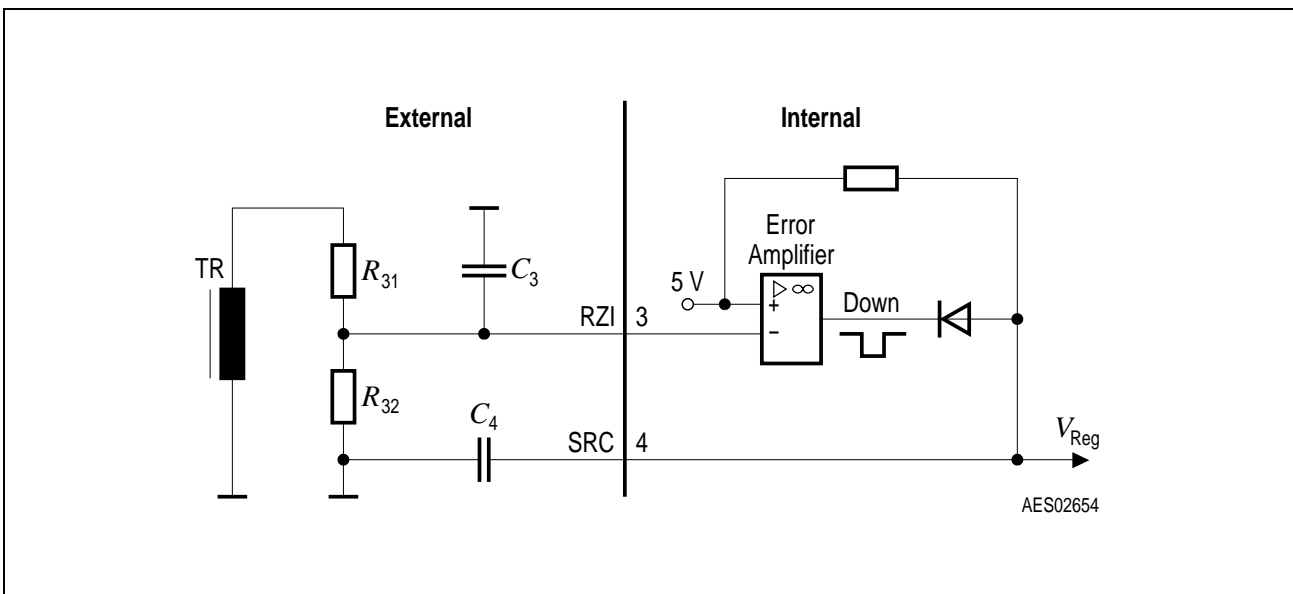 External
Internal
Error
Amplifier
TR
R31
C3
5 V
+
▷ ∞
−
Down
RZI
3
R32
C4
SRC
4
VReg
AES02654